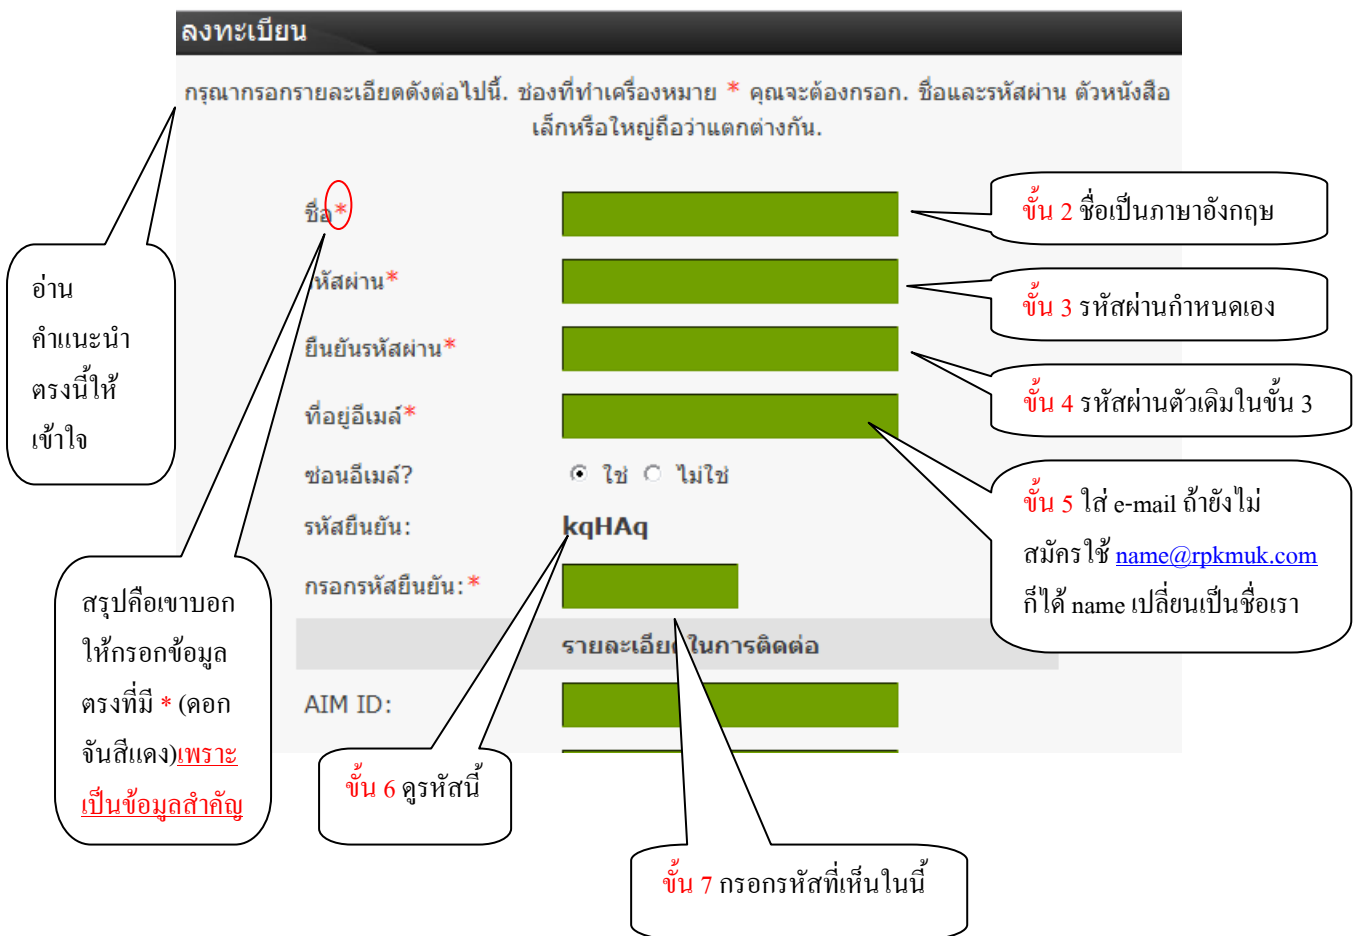 ลงทะเบียน
กรุณากรอกรายละเอียดดังต่อไปนี้. ช่องที่ทำเครื่องหมาย * คุณจะต้องกรอก. ชื่อและรหัสผ่าน ตัวหนังสือ
เล็กหรือใหญ่ถือว่าแตกต่างกัน.
ชื่อ*
ขั้น 2 ชื่อเป็นภาษาอังกฤษ
อ่าน
คำแนะนำ
ตรงนี้ให้
เข้าใจ
รหัสผ่าน*
ขั้น 3 รหัสผ่านกำหนดเอง
ยืนยันรหัสผ่าน*
ขั้น 4 รหัสผ่านตัวเดิมในขั้น 3
ที่อยู่อีเมล์*
ซ่อนอีเมล์?
ใช่ ไม่ใช่
ขั้น 5 ใส่ e-mail ถ้ายังไม่
สมัครใช้ name@rpkmuk.com
ก็ได้ name เปลี่ยนเป็นชื่อเรา
รหัสยืนยัน:
kqHAq
กรอกรหัสยืนยัน:*
สรุปคือเขาบอก
ให้กรอกข้อมูล
ตรงที่มี * (ดอก
จันสีแดง)เพราะ
เป็นข้อมูลสำคัญ
รายละเอียดในการติดต่อ
AIM ID:
ขั้น 6 ดูรหัสนี้
ขั้น 7 กรอกรหัสที่เห็นในนี้